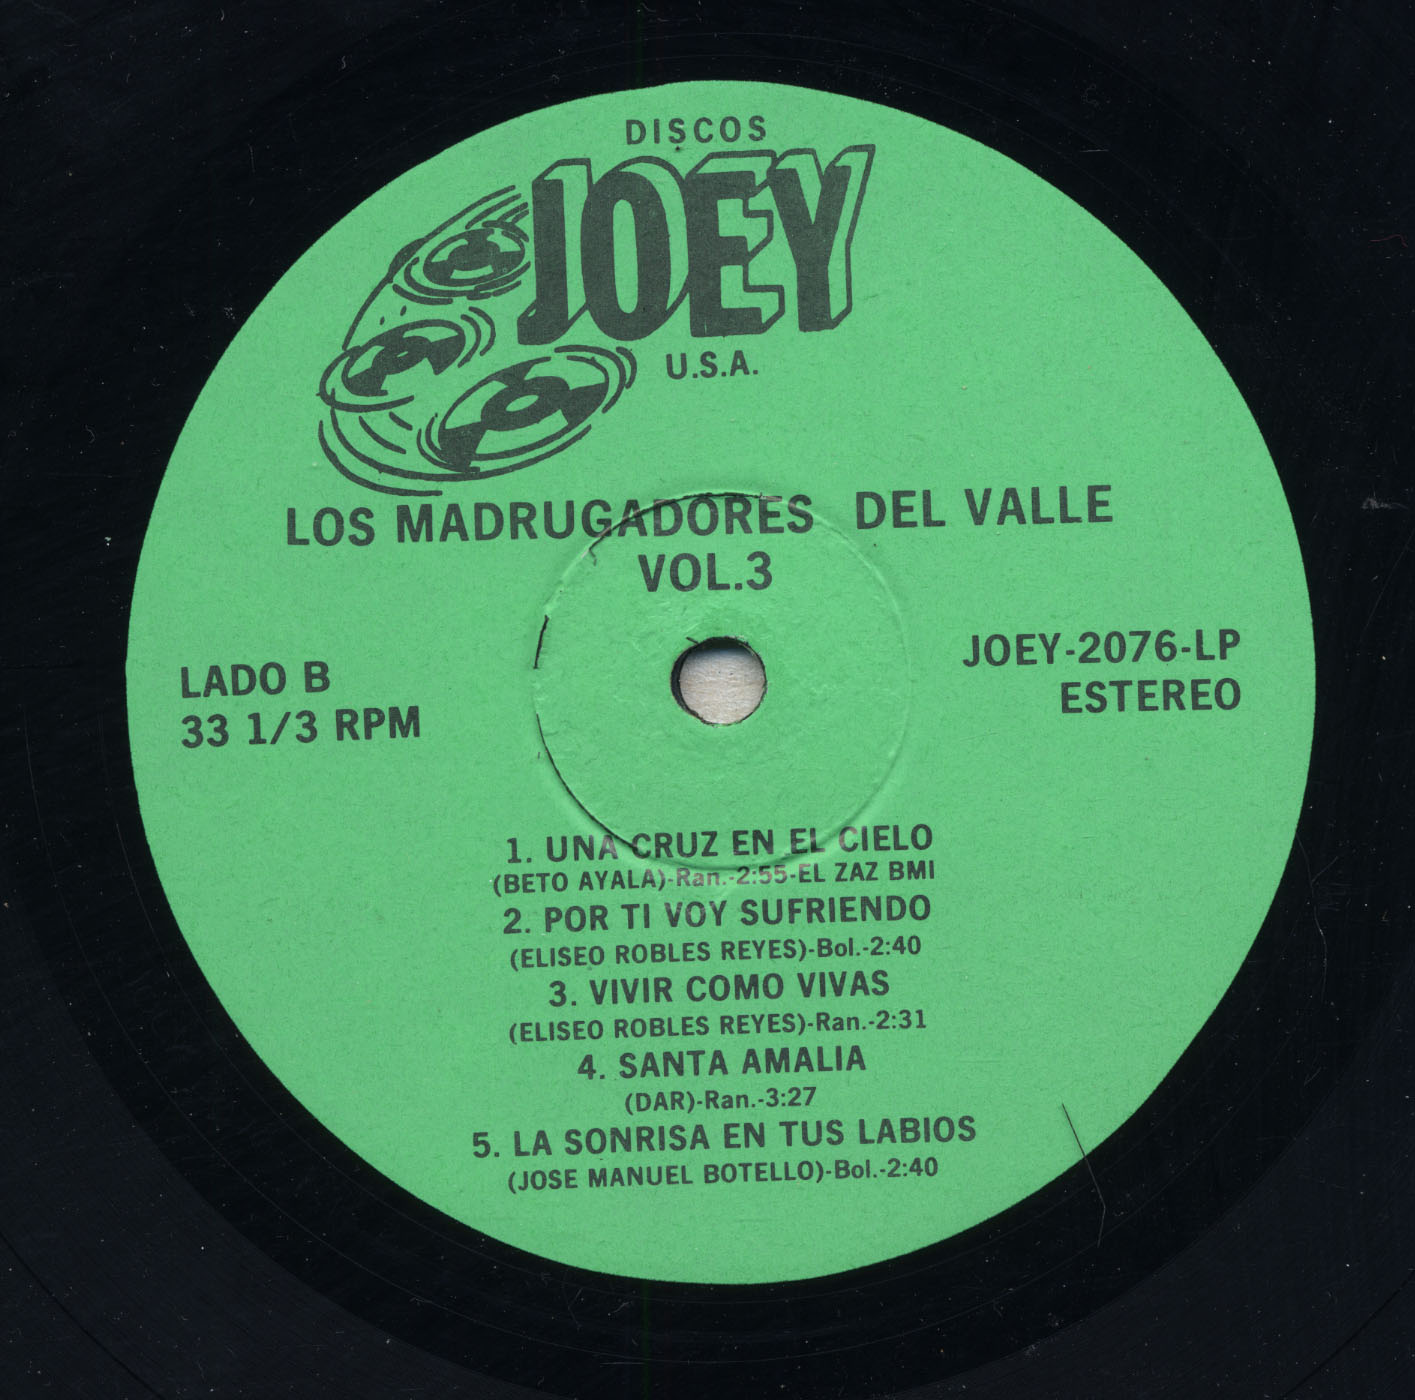 DISCOS
JOEY
U.S.A.
LOS MADRUGADORES DEL VALLE
VOL.3
LADO B
33 1/3 RPM
JOEY-2076-LP
ESTEREO
1. UNA CRUZ EN EL CIELO
(BETO AYALA)-Ran.-2:55-EL ZAZ BMI
2. POR TI VOY SUFRIENDO
(ELISEO ROBLES REYES)-Bol.-2:40
3. VIVIR COMO VIVAS
(ELISEO ROBLES REYES)-Ran.-2:31
4. SANTA AMALIA
(DAR)-Ran.-3:27
5. LA SONRISA EN TUS LABIOS
(JOSE MANUEL BOTELLO)-Bol.-2:40